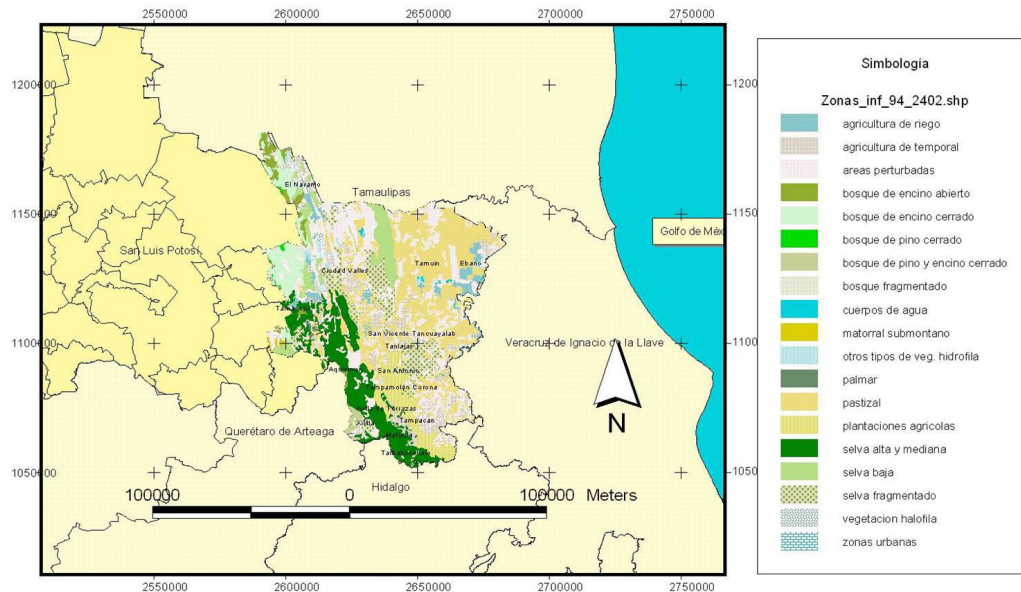 2550000 2600000 2650000 2700000 2750000
1200
1150
1100
1050
El Naranjo
Tamaulipas
San Luis Potosí
Golfo de Méx
Ciudad Valles
Tamuin
Ebano
San Vicente Tancuayalab
Tanlajas
Veracruz de Ignacio de la Llave
Aquismon
San Antonio
Tampamolón Corona
Tampacan
Xilitla
Querétaro de Arteaga
Hidalgo
N
100000 0 100000 Meters
2550000 2600000 2650000 2700000 2750000
Simbología
Zonas_inf_94_2402.shp
agricultura de riego
agricultura de temporal
areas perturbadas
bosque de encino abierto
bosque de encino cerrado
bosque de pino cerrado
bosque de pino y encino cerrado
bosque fragmentado
cuerpos de agua
matorral submontano
otros tipos de veg. hidrofila
palmar
pastizal
plantaciones agricolas
selva alta y mediana
selva baja
selva fragmentado
vegetacion halofila
zonas urbanas